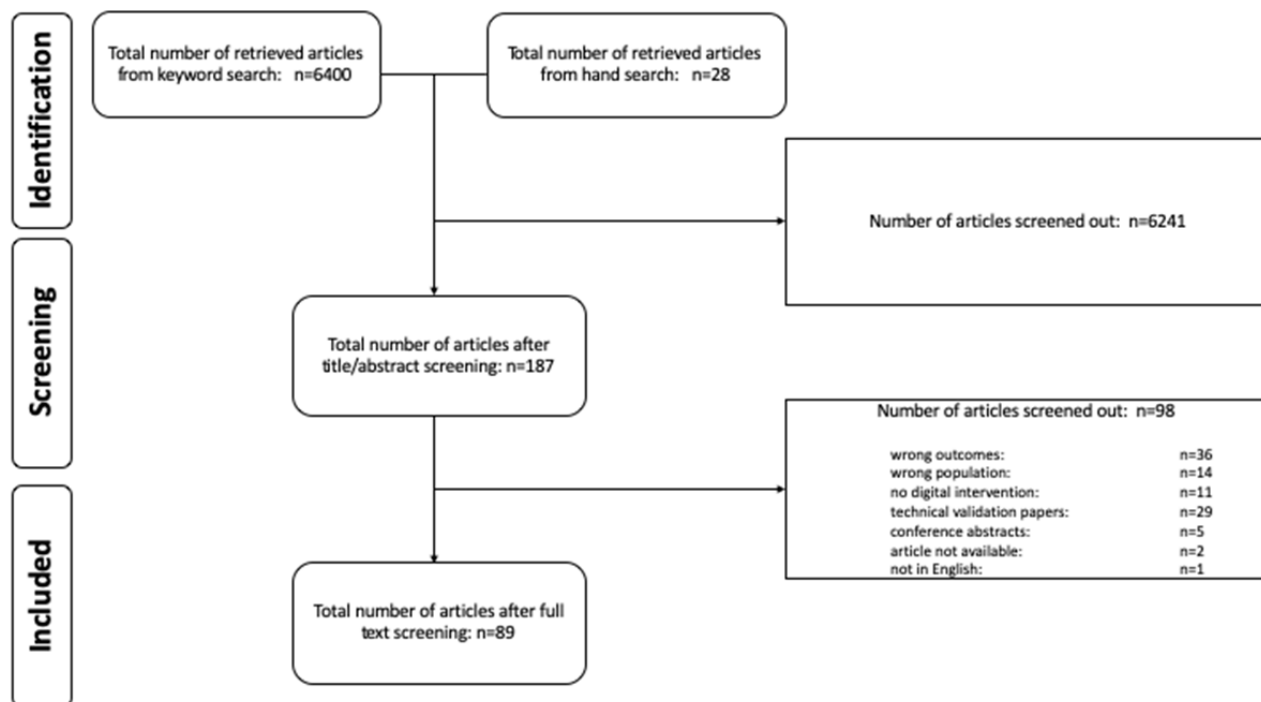 Identification
Total number of retrieved articles
from keyword search: n=6400
Total number of retrieved articles
from hand search: n=28
Number of articles screened out: n=6241
Screening
Total number of articles after
title/abstract screening: n=187
Number of articles screened out: n=98
wrong outcomes: n=36
wrong population: n=14
no digital intervention: n=11
technical validation papers: n=29
conference abstracts: n=5
article not available: n=2
not in English: n=1
Included
Total number of articles after full
text screening: n=89